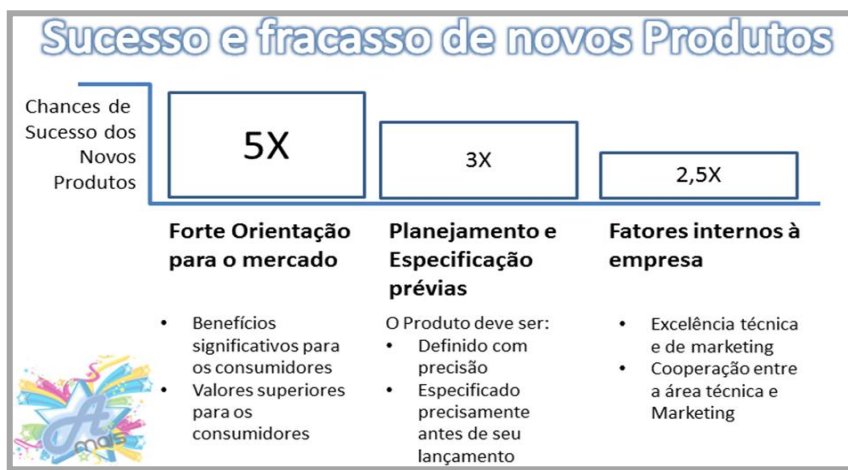 Sucesso e fracasso de novos Produtos
Chances de
Sucesso dos
Novos
Produtos
5X
3X
2,5X
Forte Orientação
para o mercado
• Benefícios
significativos para
os consumidores
• Valores superiores
para os
consumidores
Planejamento e
Especificação
prévias
O Produto deve ser:
• Definido com
precisão
• Especificado
precisamente
antes de seu
lançamento
Fatores internos à
empresa
• Excelência técnica
e de marketing
• Cooperação entre
a área técnica e
Marketing
A
mais